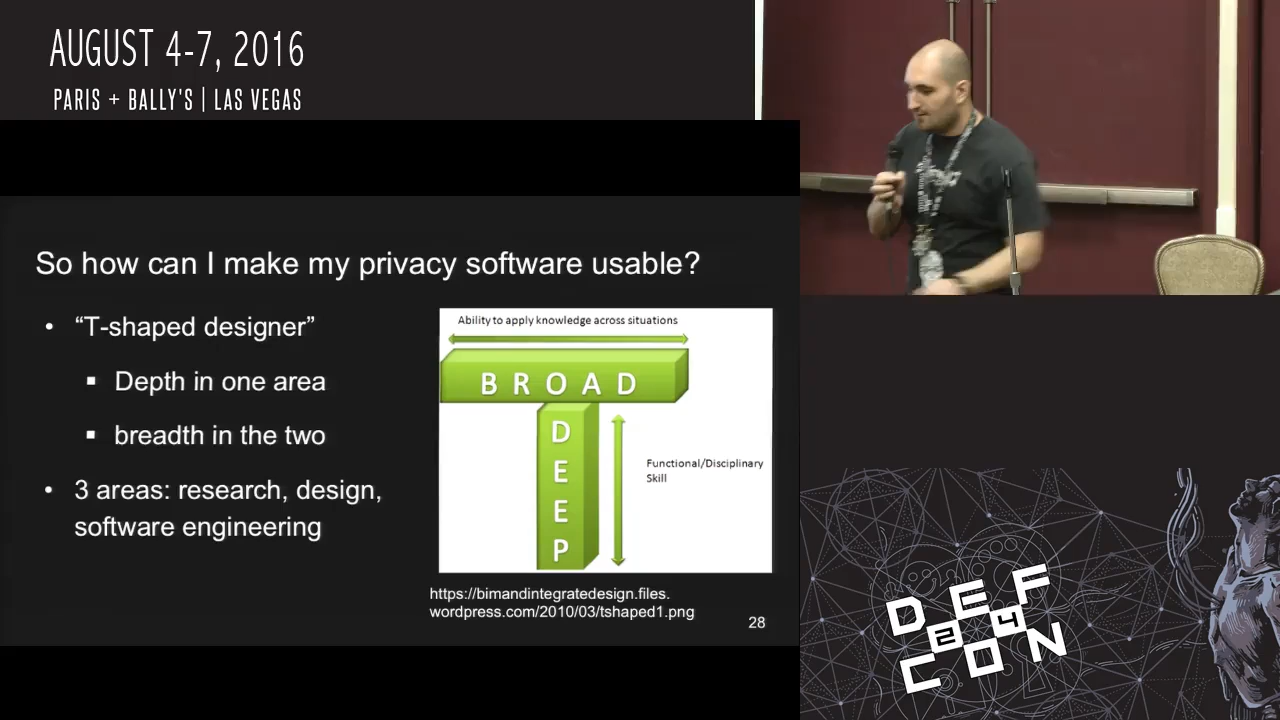 AUGUST 4-7, 2016
PARIS + BALLY'S | LAS VEGAS
So how can I make my privacy software usable?
• “T-shaped designer”
▪ Depth in one area
▪ breadth in the two
• 3 areas: research, design,
software engineering
Ability to apply knowledge across situations
BROAD
DEEP
Functional/Disciplinary
Skill
https://bimandintegratedesign.files.
wordpress.com/2010/03/tshaped1.png
28
DEF
24
CON